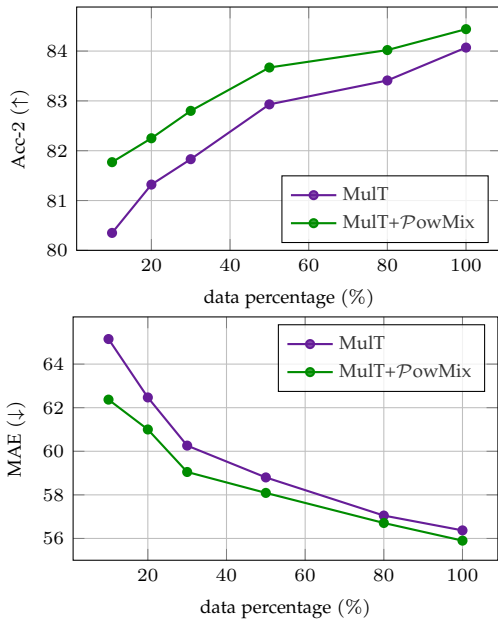 84
83
82
81
80
Acc-2 (↑)
MulT
MulT+𝒫owMix
20 40 60 80 100
data percentage (%)
64
62
60
58
56
MAE (↓)
MulT
MulT+𝒫owMix
20 40 60 80 100
data percentage (%)